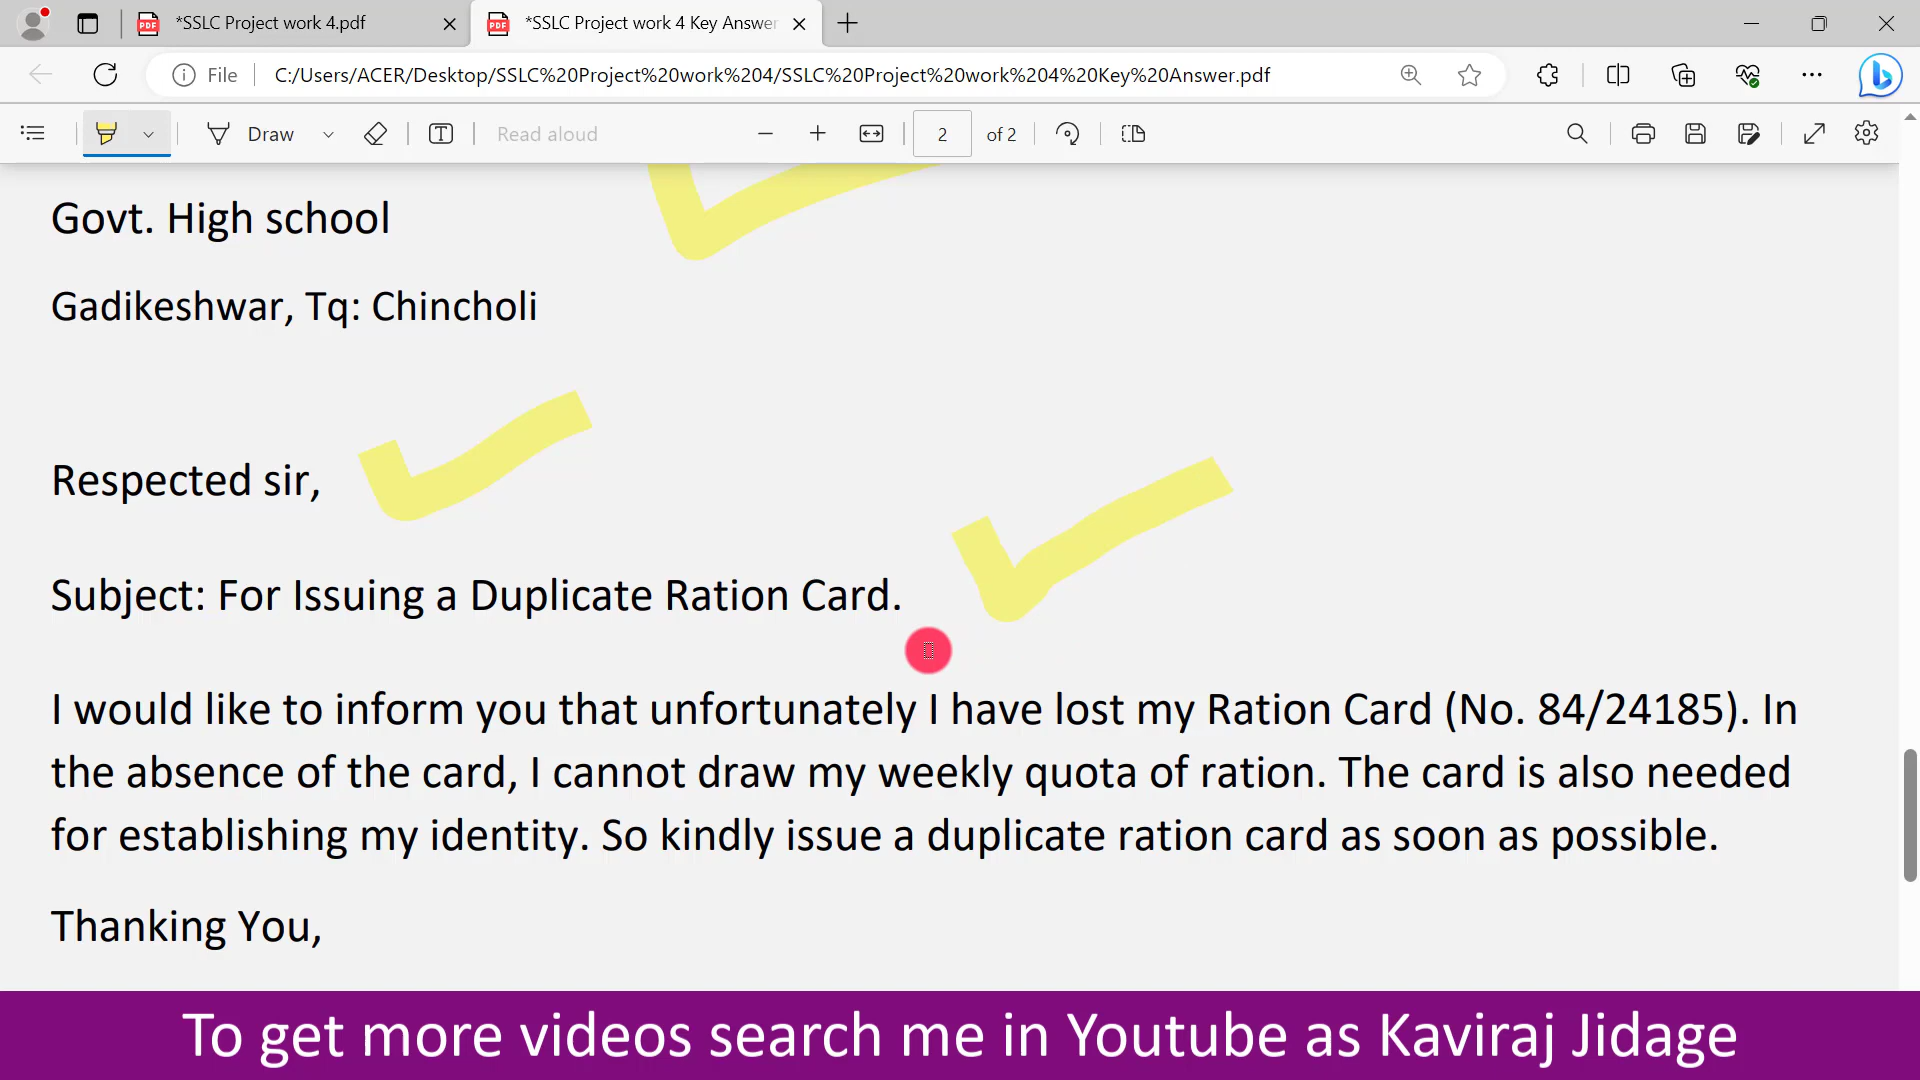 *SSLC Project work 4.pdf
*SSLC Project work 4 Key Answer
File
C:/Users/ACER/Desktop/SSLC%20Project%20work%204/SSLC%20Project%20work%204%20Key%20Answer.pdf
Draw
Read aloud
2 of 2
Govt. High school
Gadikeshwar, Tq: Chincholi
Respected sir,
Subject: For Issuing a Duplicate Ration Card.
I would like to inform you that unfortunately I have lost my Ration Card (No. 84/24185). In
the absence of the card, I cannot draw my weekly quota of ration. The card is also needed
for establishing my identity. So kindly issue a duplicate ration card as soon as possible.
Thanking You,
To get more videos search me in Youtube as Kaviraj Jidage